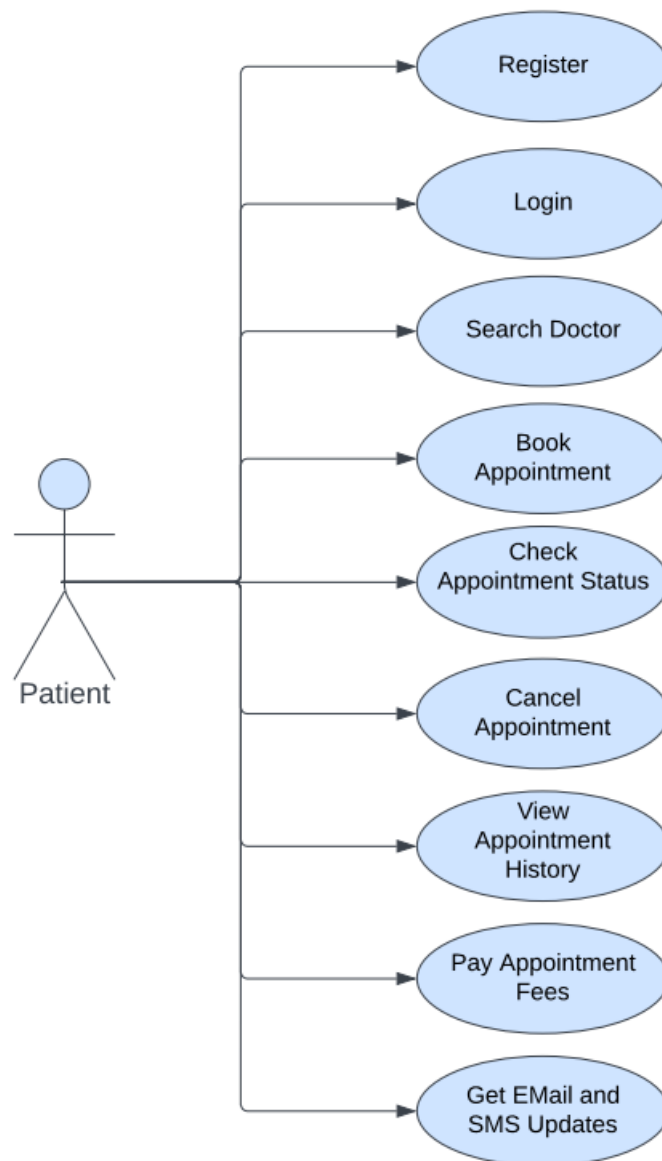 Register
Login
Search Doctor
Book
Appointment
Check
Appointment Status
Patient
Cancel
Appointment
View
Appointment
History
Pay Appointment
Fees
Get EMail and
SMS Updates